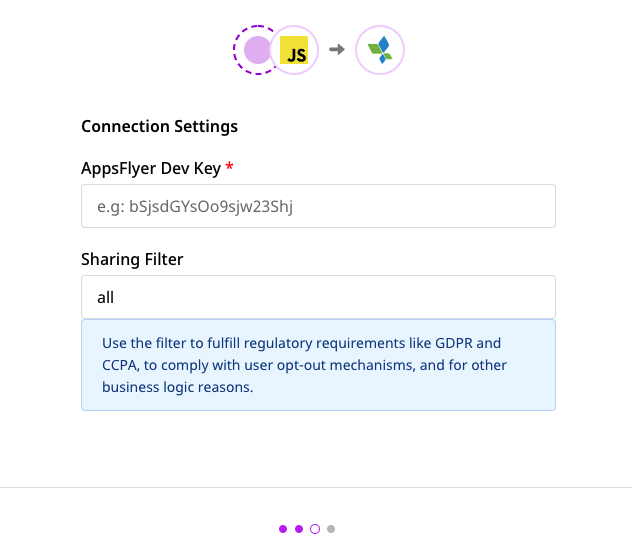 JS
Connection Settings
AppsFlyer Dev Key *
e.g: bSjsdGYsOo9sjw23Shj
Sharing Filter
all
Use the filter to fulfill regulatory requirements like GDPR and
CCPA, to comply with user opt-out mechanisms, and for other
business logic reasons.